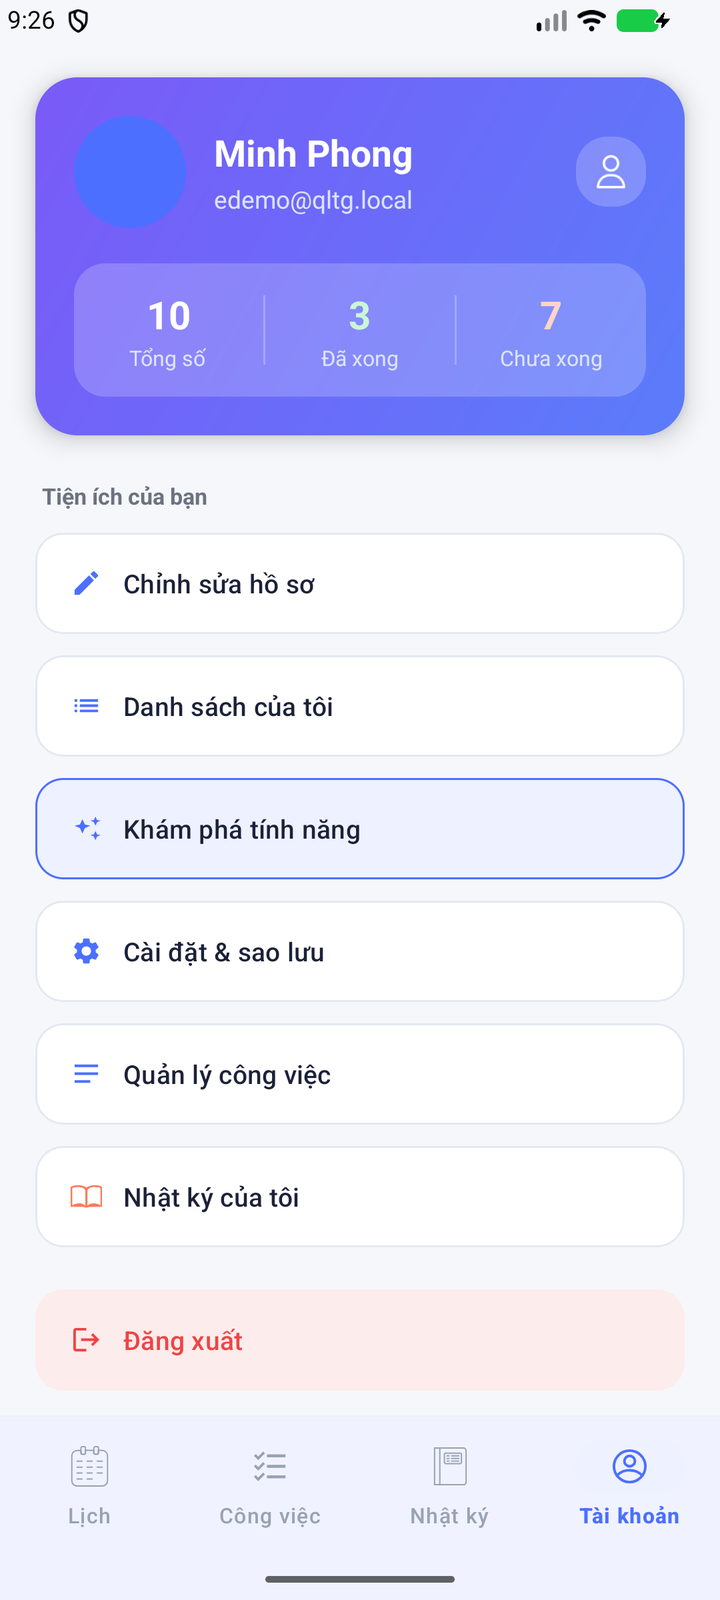 9:26
Minh Phong
edemo@qltg.local
10 3 7
Tổng số Đã xong Chưa xong
Tiện ích của bạn
Chỉnh sửa hồ sơ
Danh sách của tôi
Khám phá tính năng
Cài đặt & sao lưu
Quản lý công việc
Nhật ký của tôi
Đăng xuất
Lịch Công việc Nhật ký Tài khoản